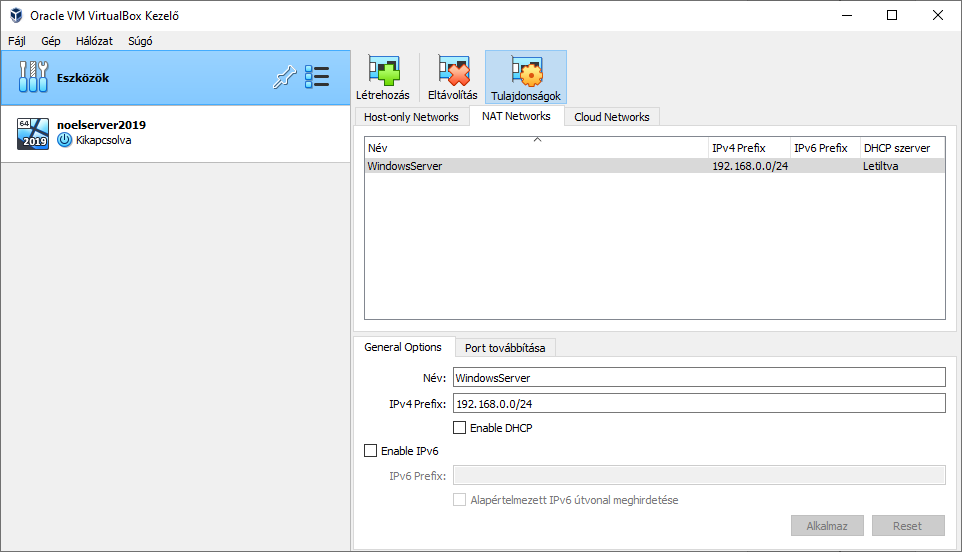 Oracle VM VirtualBox Kezelő
Fájl Gép Hálózat Súgó
Eszközök
64
2019
noelserver2019
Kikapcsolva
Létrehozás Eltávolítás Tulajdonságok
Host-only Networks NAT Networks Cloud Networks
Név IPv4 Prefix IPv6 Prefix DHCP szerver
WindowsServer 192.168.0.0/24 Letiltva
General Options Port továbbítása
Név: WindowsServer
IPv4 Prefix: 192.168.0.0/24
Enable DHCP
Enable IPv6
IPv6 Prefix:
Alapértelmezett IPv6 útvonal meghirdetése
Alkalmaz Reset